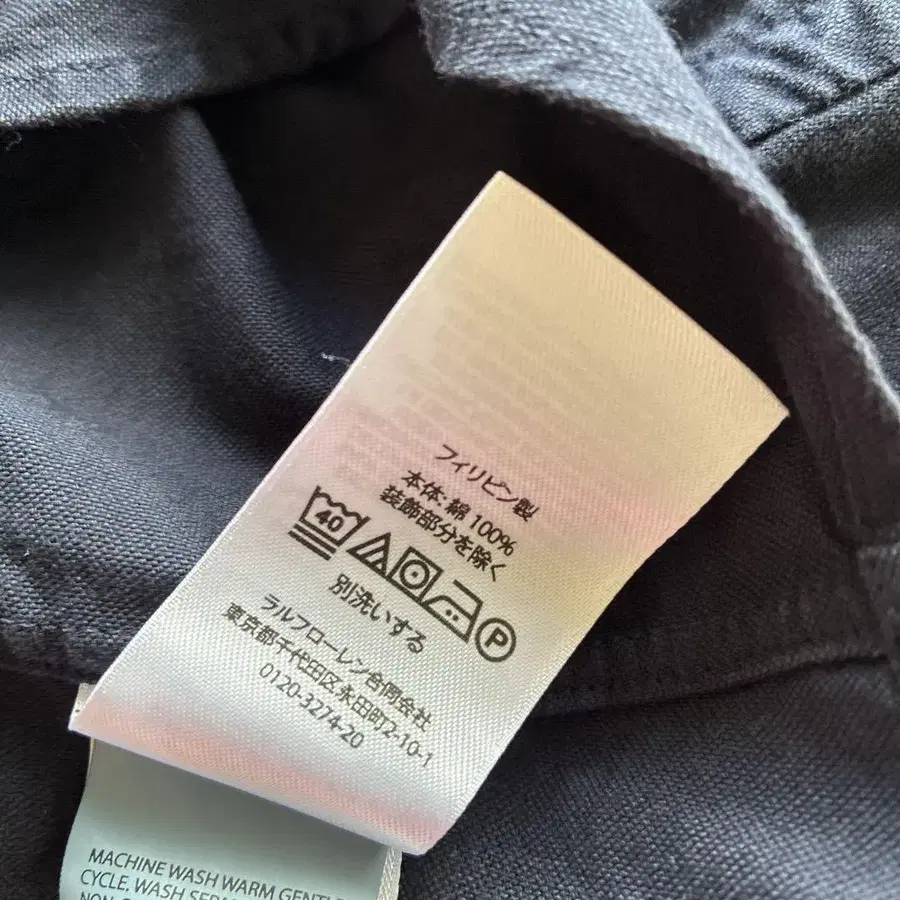 フィリピン製
本体: 綿 100%
装飾部分を除く
40
P
別洗いする
ラルフローレン合同会社
東京都千代田区永田町2-10-1
0120-3274-20
MACHINE WASH WARM GENTL
CYCLE. WASH SEP